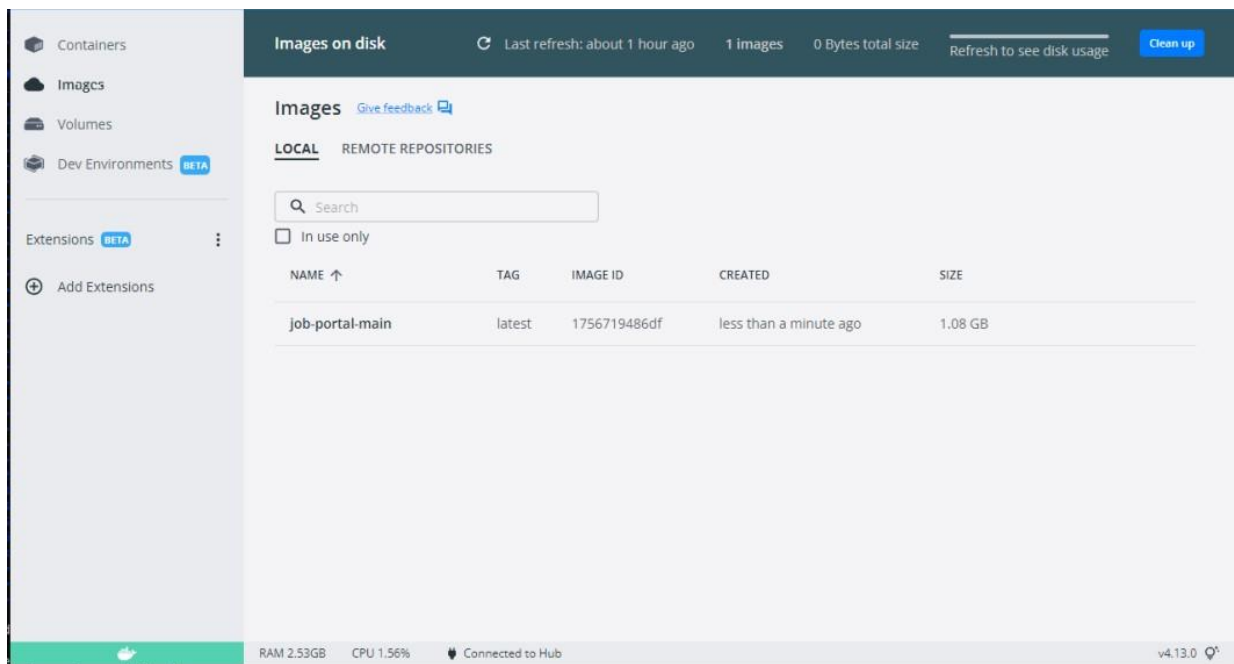 Containers
Images
Volumes
Dev Environments BETA
Extensions BETA
Add Extensions
Images on disk Last refresh: about 1 hour ago 1 images 0 Bytes total size Refresh to see disk usage Clean up
Images Give feedback
LOCAL REMOTE REPOSITORIES
Search
In use only
NAME TAG IMAGE ID CREATED SIZE
job-portal-main latest 1756719486df less than a minute ago 1.08 GB
RAM 2.53GB CPU 1.56% Connected to Hub v4.13.0